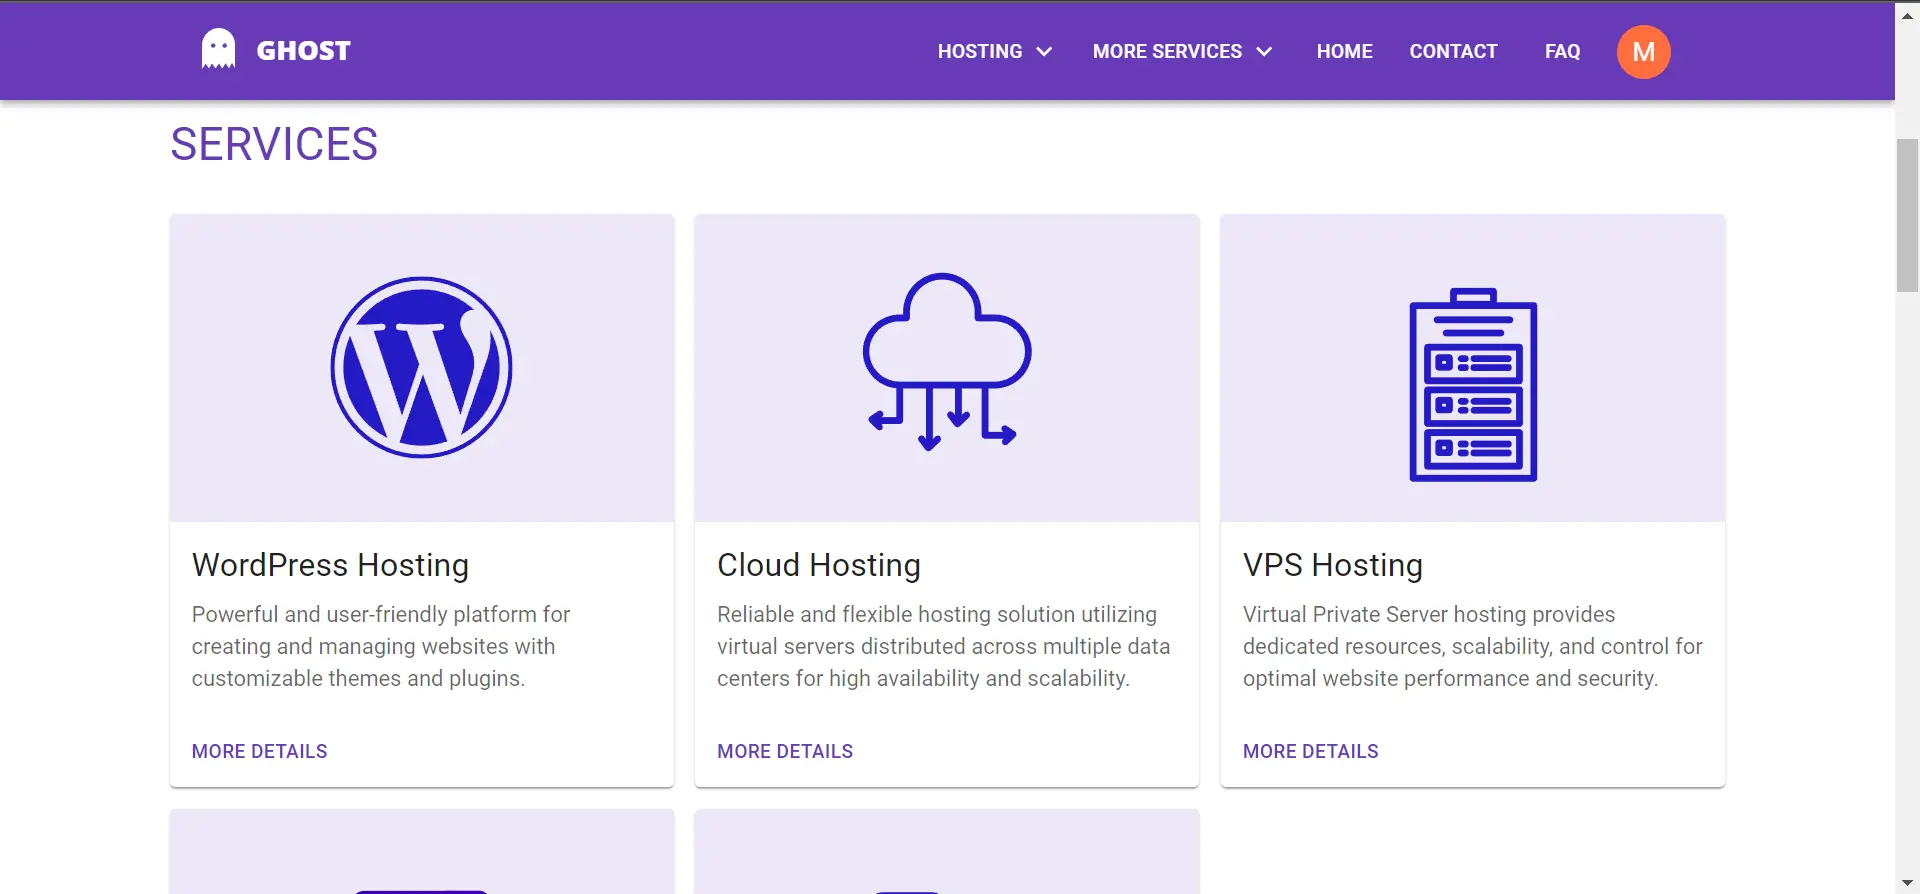 GHOST
HOSTING
MORE SERVICES
HOME
CONTACT
FAQ
M
SERVICES
WordPress Hosting
Powerful and user-friendly platform for
creating and managing websites with
customizable themes and plugins.
MORE DETAILS
Cloud Hosting
Reliable and flexible hosting solution utilizing
virtual servers distributed across multiple data
centers for high availability and scalability.
MORE DETAILS
VPS Hosting
Virtual Private Server hosting provides
dedicated resources, scalability, and control for
optimal website performance and security.
MORE DETAILS